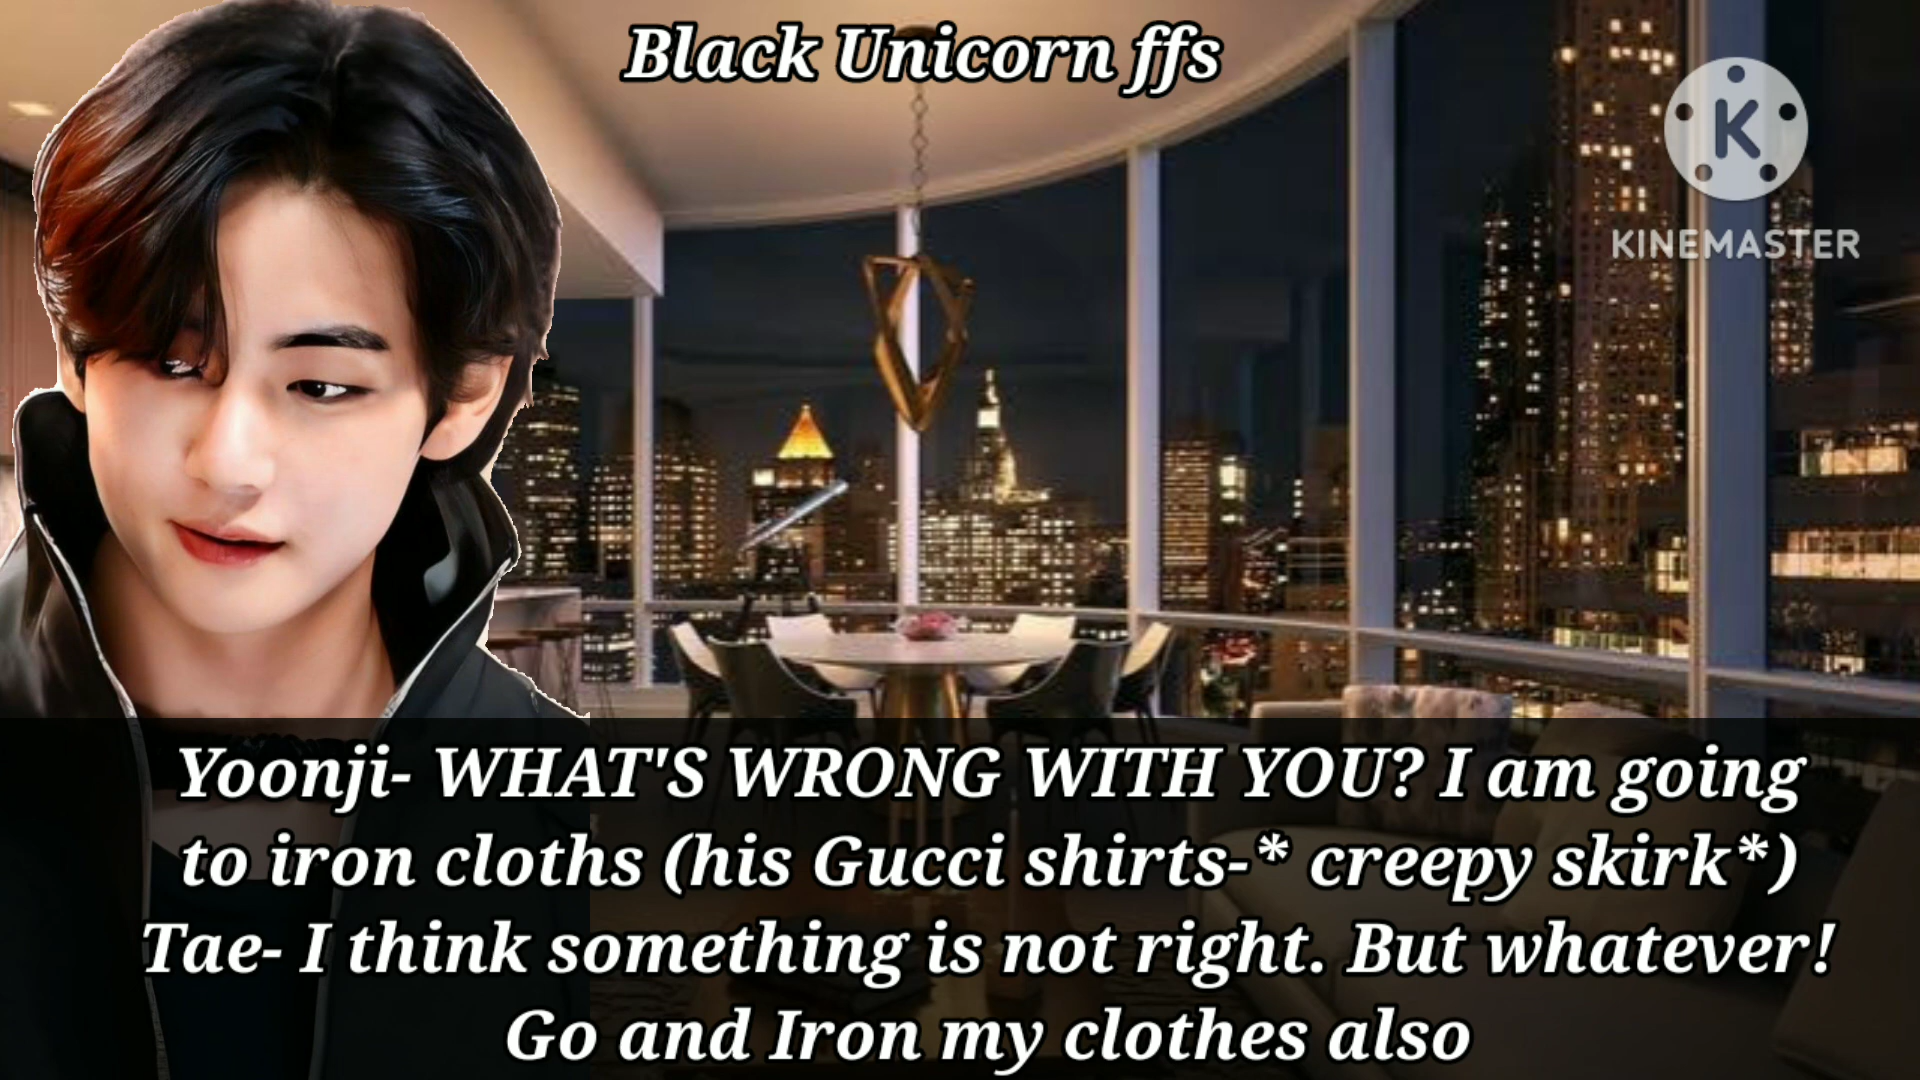 Black Unicorn ffs
K
KINEMASTER
Yoonji- WHAT'S WRONG WITH YOU? I am going
to iron cloths (his Gucci shirts-* creepy skirk*)
Tae- I think something is not right. But whatever!
Go and Iron my clothes also